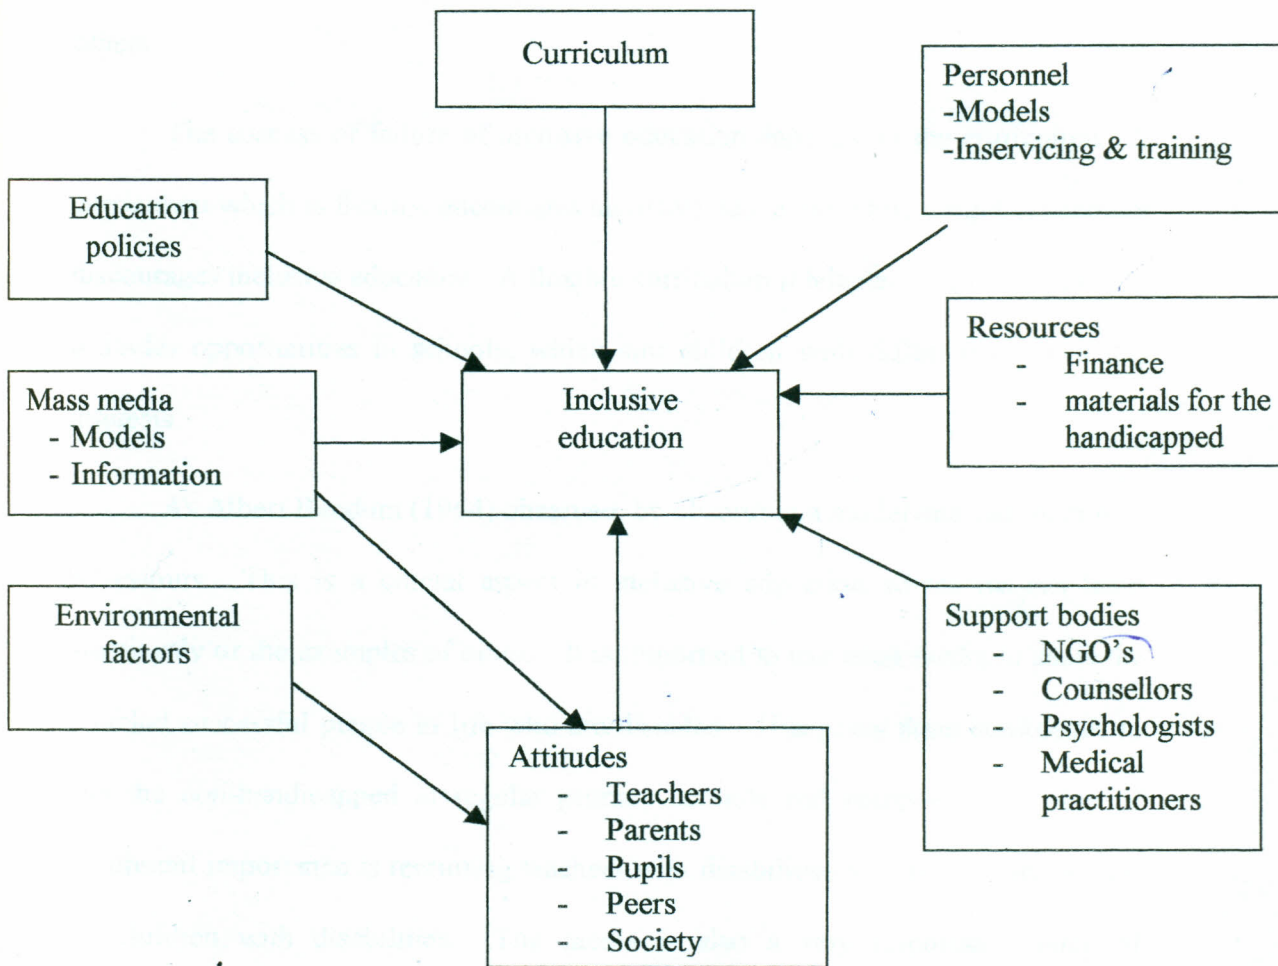 Curriculum
Personnel
-Models
-Inservicing & training
Education
policies
Resources
- Finance
- materials for the
handicapped
Mass media
- Models
- Information
Inclusive
education
Environmental
factors
Support bodies
- NGO's
- Counsellors
- Psychologists
- Medical
practitioners
Attitudes
- Teachers
- Parents
- Pupils
- Peers
- Society